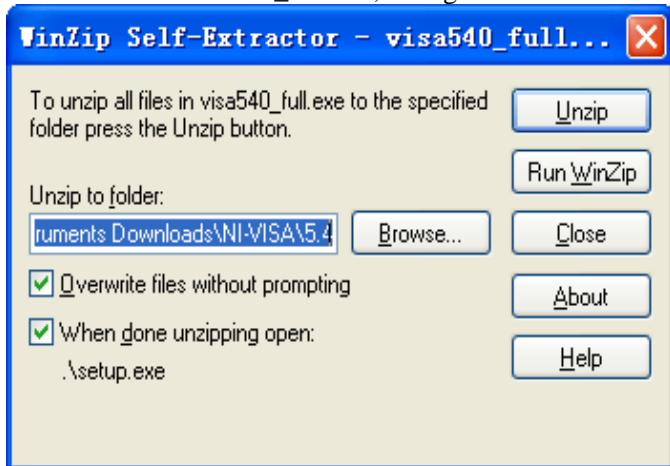 WinZip Self-Extractor - visa540_full...
To unzip all files in visa540_full.exe to the specified
folder press the Unzip button.
Unzip to folder:
ruments Downloads\NI-VISA\5.4
Browse...
Overwrite files without prompting
When done unzipping open:
.\setup.exe
Unzip
Run WinZip
Close
About
Help